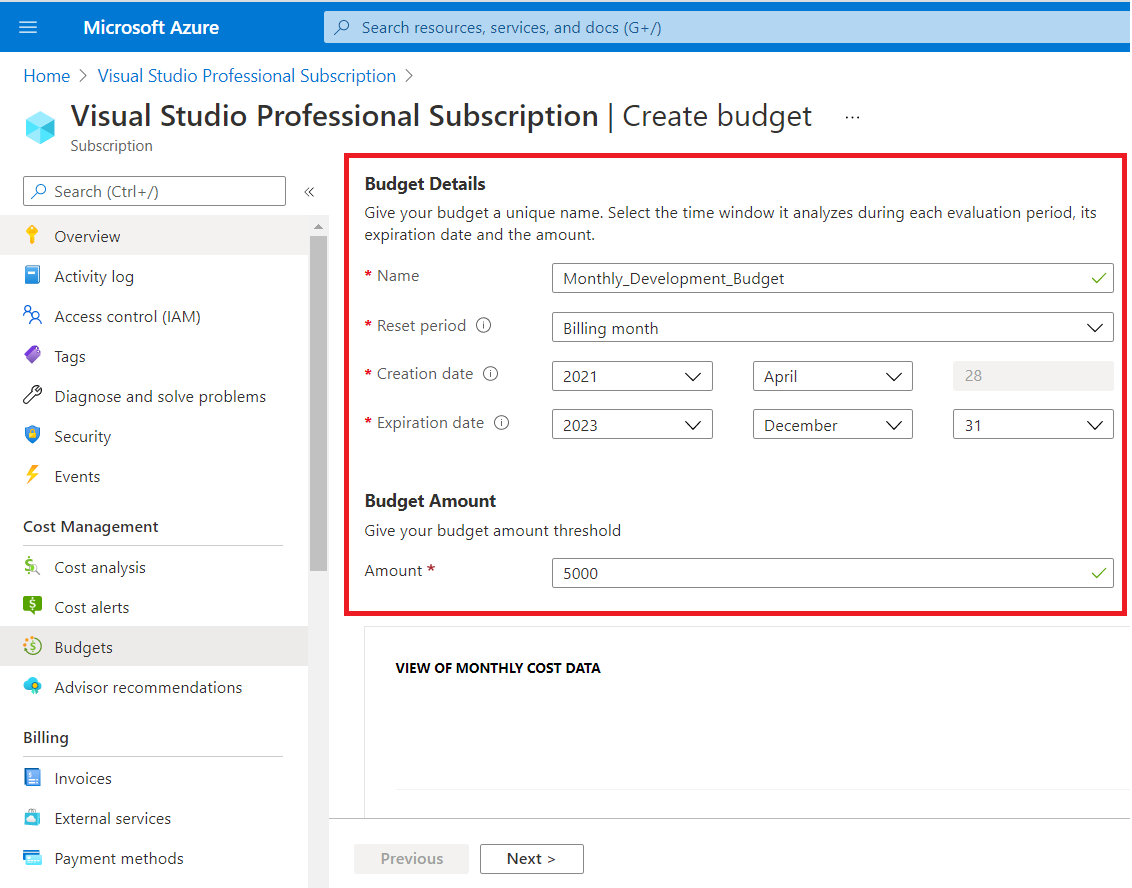 Microsoft Azure
Search resources, services, and docs (G+/)
Home > Visual Studio Professional Subscription >
Visual Studio Professional Subscription | Create budget ...
Subscription
Search (Ctrl+/) «
Overview
Activity log
Access control (IAM)
Tags
Diagnose and solve problems
Security
Events
Cost Management
Cost analysis
Cost alerts
Budgets
Advisor recommendations
Billing
Invoices
External services
Payment methods
Budget Details
Give your budget a unique name. Select the time window it analyzes during each evaluation period, its
expiration date and the amount.
* Name Monthly_Development_Budget
* Reset period Billing month
* Creation date 2021 April 28
* Expiration date 2023 December 31
Budget Amount
Give your budget amount threshold
Amount * 5000
VIEW OF MONTHLY COST DATA
Previous Next >